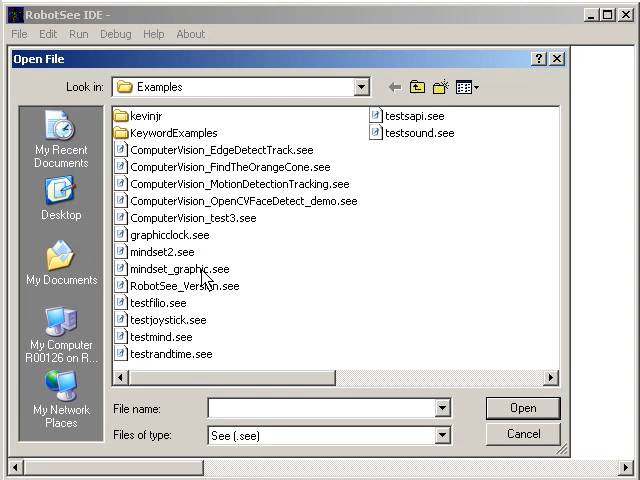 RobotSee IDE -
File Edit Run Debug Help About
Open File
Look in: Examples
My Recent
Documents
Desktop
My Documents
My Computer
R00126 on R...
My Network
Places
kevinjr
KeywordExamples
ComputerVision_EdgeDetectTrack.see
ComputerVision_FindTheOrangeCone.see
ComputerVision_MotionDetectionTracking.see
ComputerVision_OpenCVFaceDetect_demo.see
ComputerVision_test3.see
graphicclock.see
mindset2.see
mindset_graphic.see
RobotSee_Version.see
testfilio.see
testjoystick.see
testmind.see
testrandtime.see
testsapi.see
testsound.see
File name:
Open
Files of type: See (.see)
Cancel